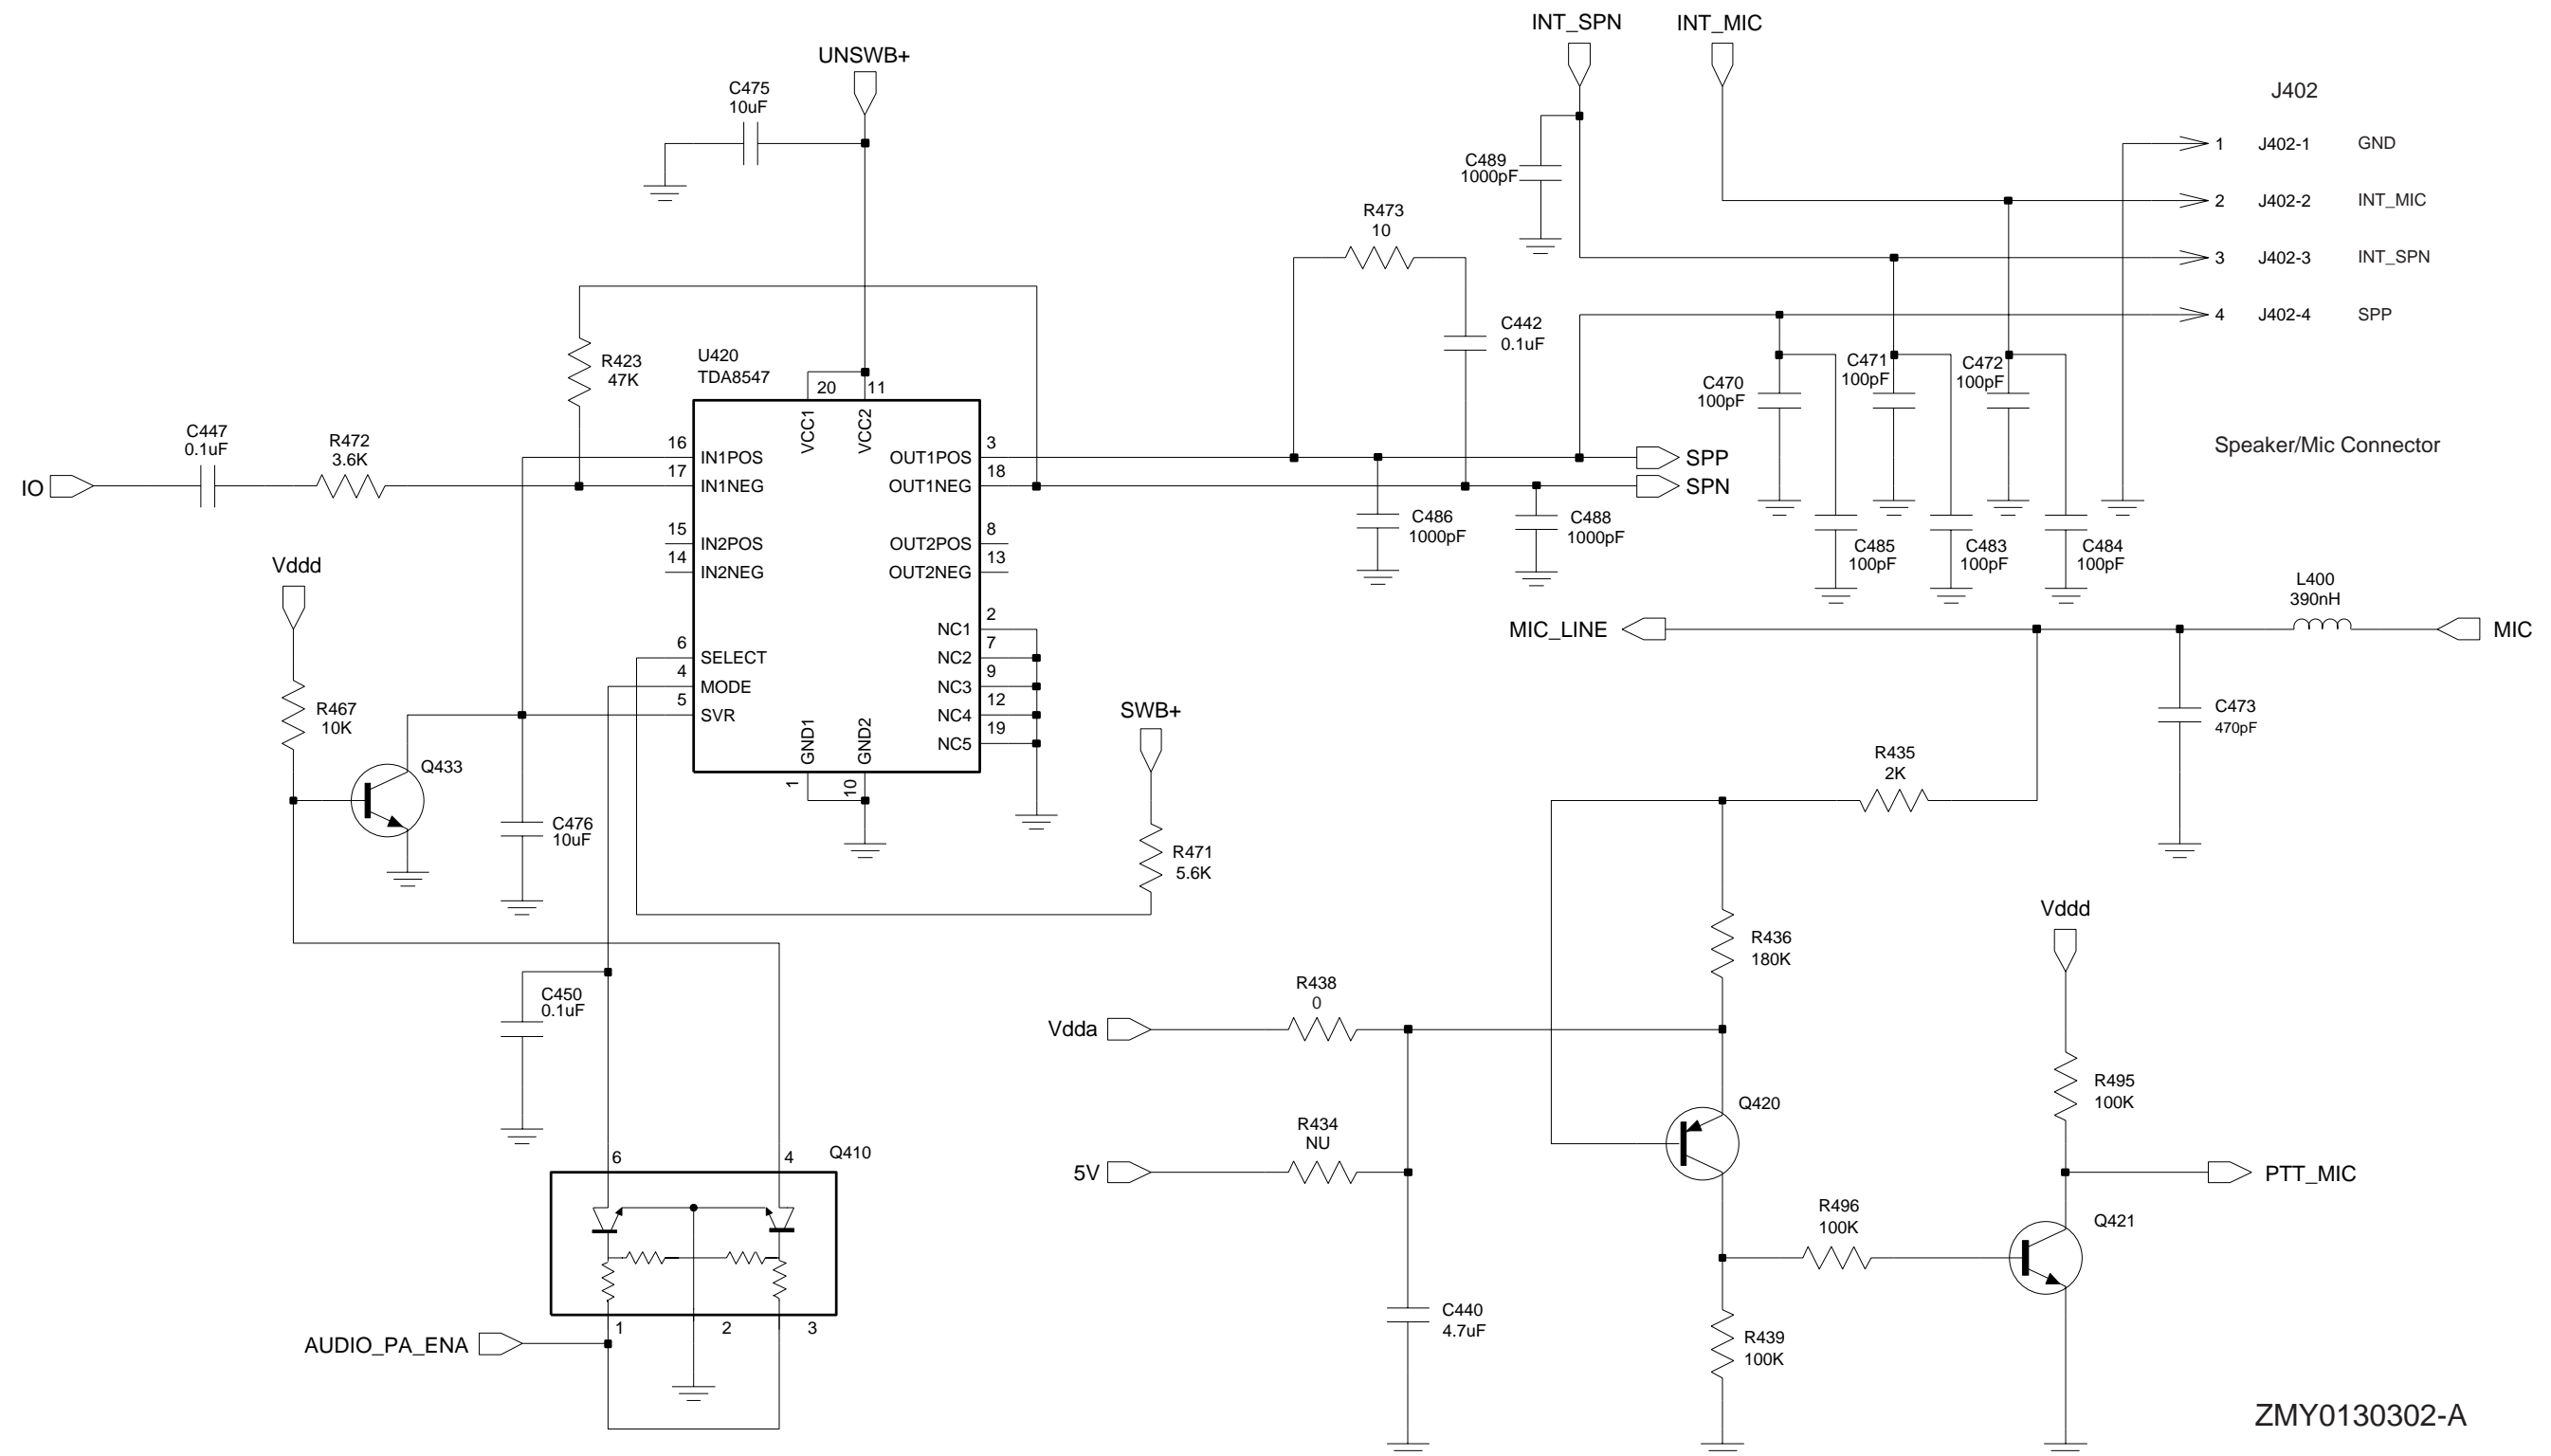 INT_SPN
INT_MIC
UNSWB+
C475
10uF
J402
1 J402-1 GND
C489
1000pF
2 J402-2 INT_MIC
R473
10
3 J402-3 INT_SPN
4 J402-4 SPP
C442
0.1uF
R423
47K
U420
TDA8547
20
11
VCC1
VCC2
C470
100pF
C471
100pF
C472
100pF
C447
0.1uF
R472
3.6K
IO
16
IN1POS
17
IN1NEG
15
IN2POS
14
IN2NEG
6
SELECT
4
MODE
5
SVR
3
OUT1POS
18
OUT1NEG
8
OUT2POS
13
OUT2NEG
2
NC1
7
NC2
9
NC3
12
NC4
19
NC5
GND1
GND2
1
10
SPP
SPN
Speaker/Mic Connector
C486
1000pF
C488
1000pF
C485
100pF
C483
100pF
C484
100pF
L400
390nH
MIC_LINE
MIC
Vddd
R467
10K
Q433
C476
10uF
SWB+
R471
5.6K
C473
470pF
R435
2K
R436
180K
Vddd
C450
0.1uF
R438
0
Vdda
R495
100K
Q420
R434
NU
5V
PTT_MIC
Q410
6
4
R496
100K
Q421
1
2
3
AUDIO_PA_ENA
C440
4.7uF
R439
100K
ZMY0130302-A